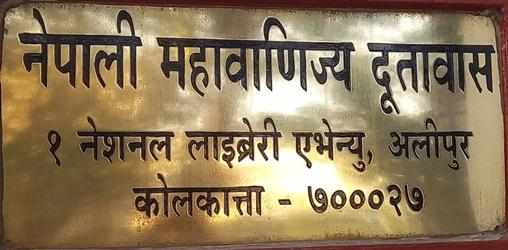 नेपाली महावाणिज्य दूतावास
१ नेशनल लाइब्रेरी एभेन्यु, अलीपुर
कोलकात्ता - ७०००२७